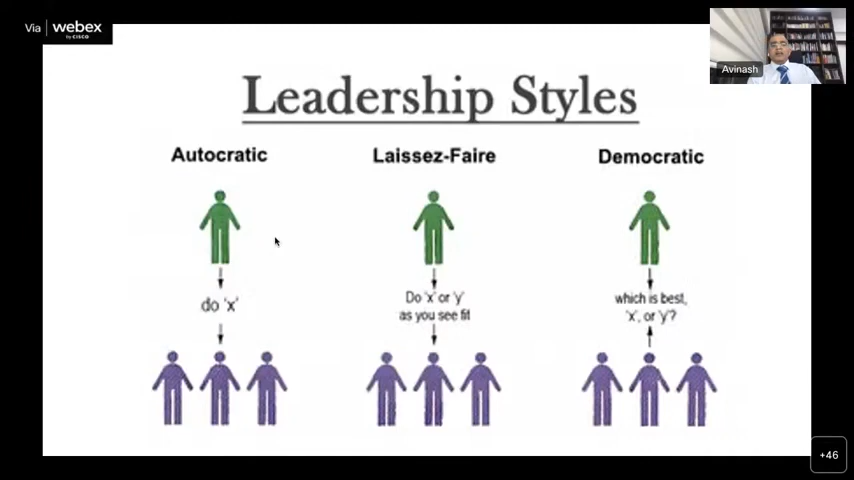 Via
webex
by CISCO
Avinash
Leadership Styles
Autocratic
Laissez-Faire
Democratic
do 'x'
Do 'x' or 'y'
as you see fit
which is best,
'x', or 'y'?
+46